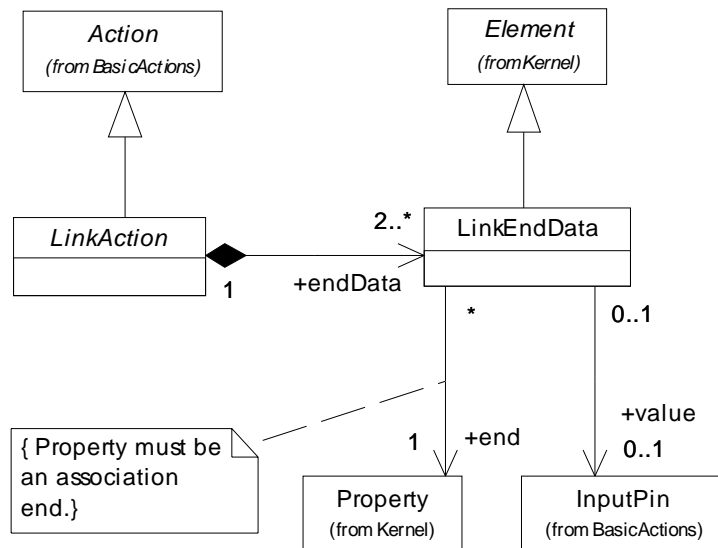 Action
(from BasicActions)
Element
(from Kernel)
LinkAction
2..*
LinkEndData
1
+endData
*
0..1
{ Property must be
an association
end.}
1
+end
+value
0..1
Property
(from Kernel)
InputPin
(from BasicActions)